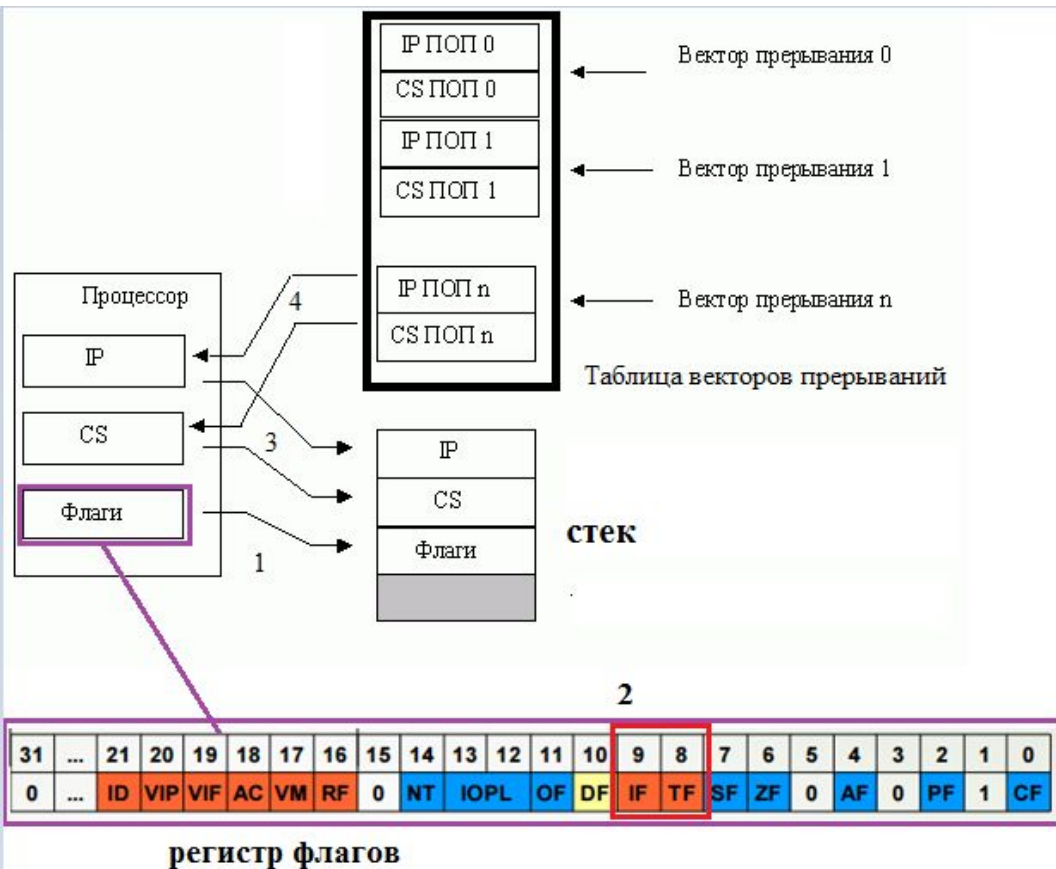 IP ПОП 0
Вектор прерывания 0
CS ПОП 0
IP ПОП 1
Вектор прерывания 1
CS ПОП 1
Процессор
4
IP ПОП n
Вектор прерывания n
CS ПОП n
IP
Таблица векторов прерываний
CS
3
IP
CS
Флаги
стек
1
Флаги
2
31 ... 21 20 19 18 17 16 15 14 13 12 11 10 9 8 7 6 5 4 3 2 1 0
0 ... ID VIP VIF AC VM RF 0 NT IOPL OF DF IF TF SF ZF 0 AF 0 PF 1 CF
регистр флагов